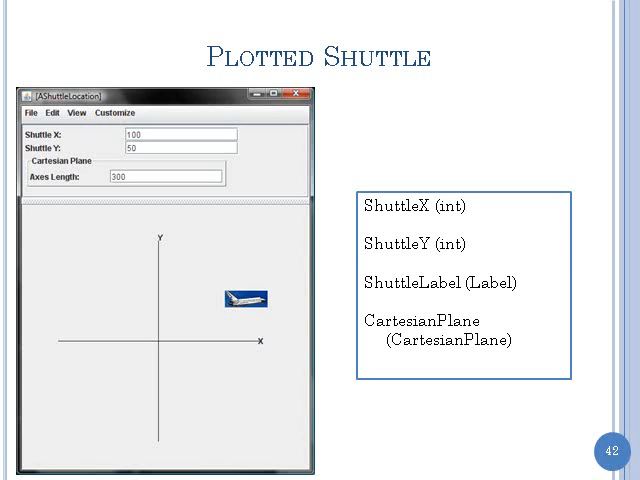 PLOTTED SHUTTLE
[AShuttleLocation]
File Edit View Customize
Shuttle X: 100
Shuttle Y: 50
Cartesian Plane
Axes Length: 300
Y
X
ShuttleX (int)
ShuttleY (int)
ShuttleLabel (Label)
CartesianPlane
(CartesianPlane)
42